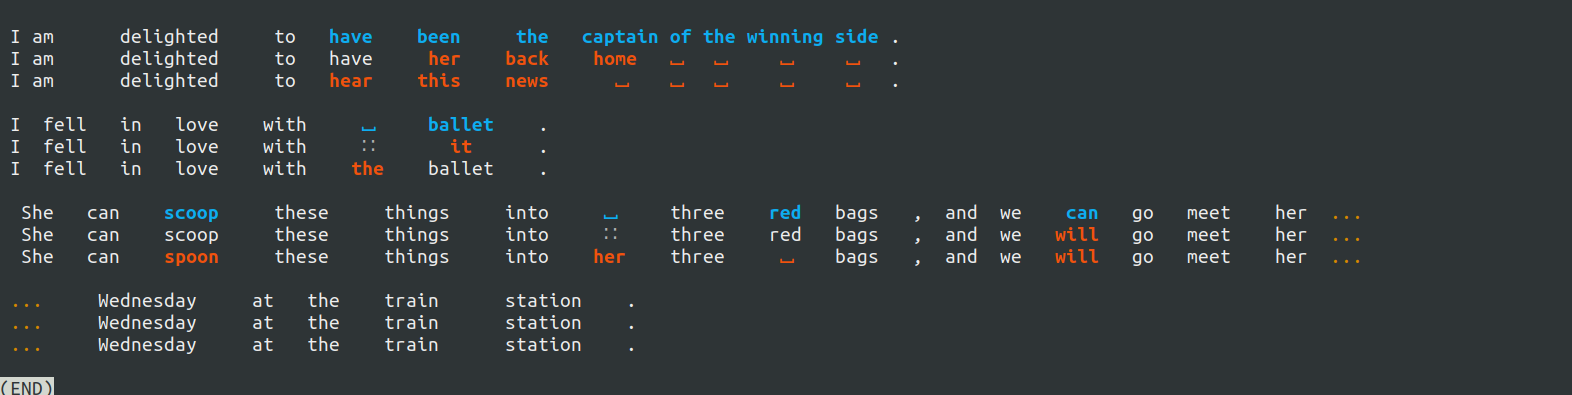 I am delighted to have been the captain of the winning side .
I am delighted to have her back home ⎵ ⎵ ⎵ ⎵ .
I am delighted to hear this news ⎵ ⎵ ⎵ ⎵ ⎵ .
I fell in love with ⎵ ballet .
I fell in love with :: it .
I fell in love with the ballet .
She can scoop these things into ⎵ three red bags , and we can go meet her ...
She can scoop these things into :: three red bags , and we will go meet her ...
She can spoon these things into her three ⎵ bags , and we will go meet her ...
... Wednesday at the train station .
... Wednesday at the train station .
... Wednesday at the train station .
(END)